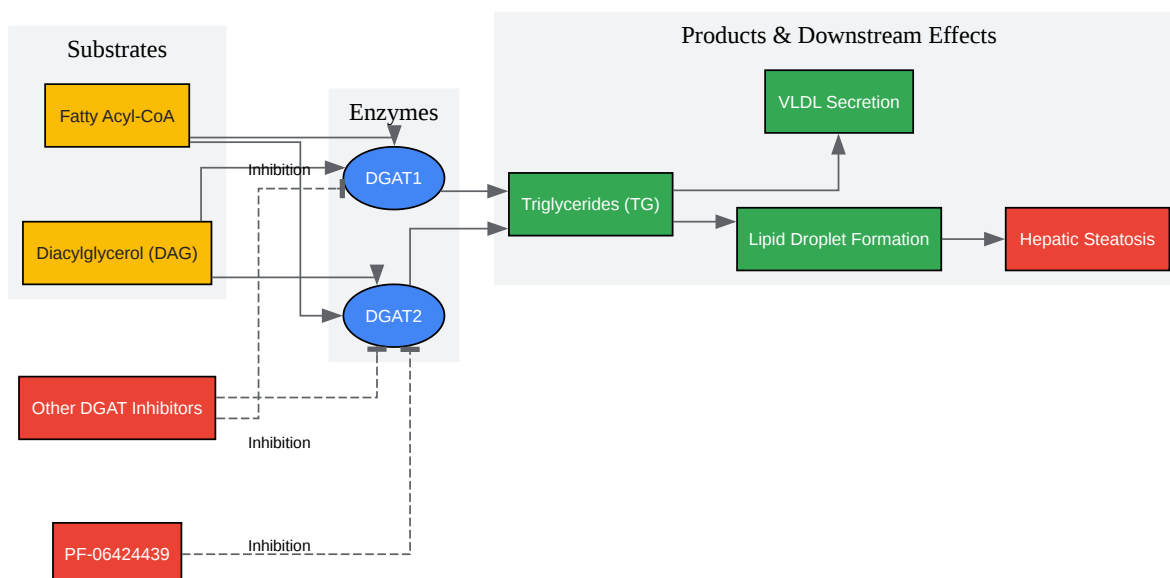 Products & Downstream Effects
Substrates
Fatty Acyl-CoA
Enzymes
VLDL Secretion
Inhibition
DGAT1
Triglycerides (TG)
Diacylglycerol (DAG)
Lipid Droplet Formation
Hepatic Steatosis
DGAT2
Other DGAT Inhibitors
Inhibition
Inhibition
PF-06424439